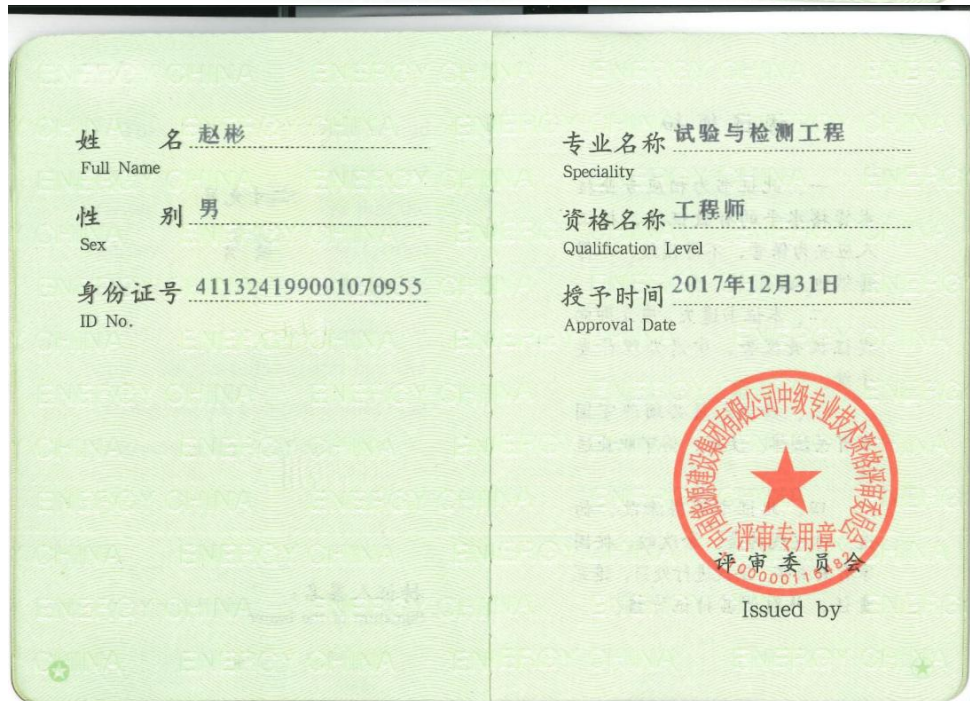 姓 名 赵彬
Full Name
性 别 男
Sex
身份证号 411324199001070955
ID No.
专业名称 试验与检测工程
Speciality
资格名称 工程师
Qualification Level
授予时间 2017年12月31日
Approval Date
中国能源建设集团有限公司中级专业技术资格评审委员会
评审专用章
评审委员会
Issued by
ENERGY CHINA